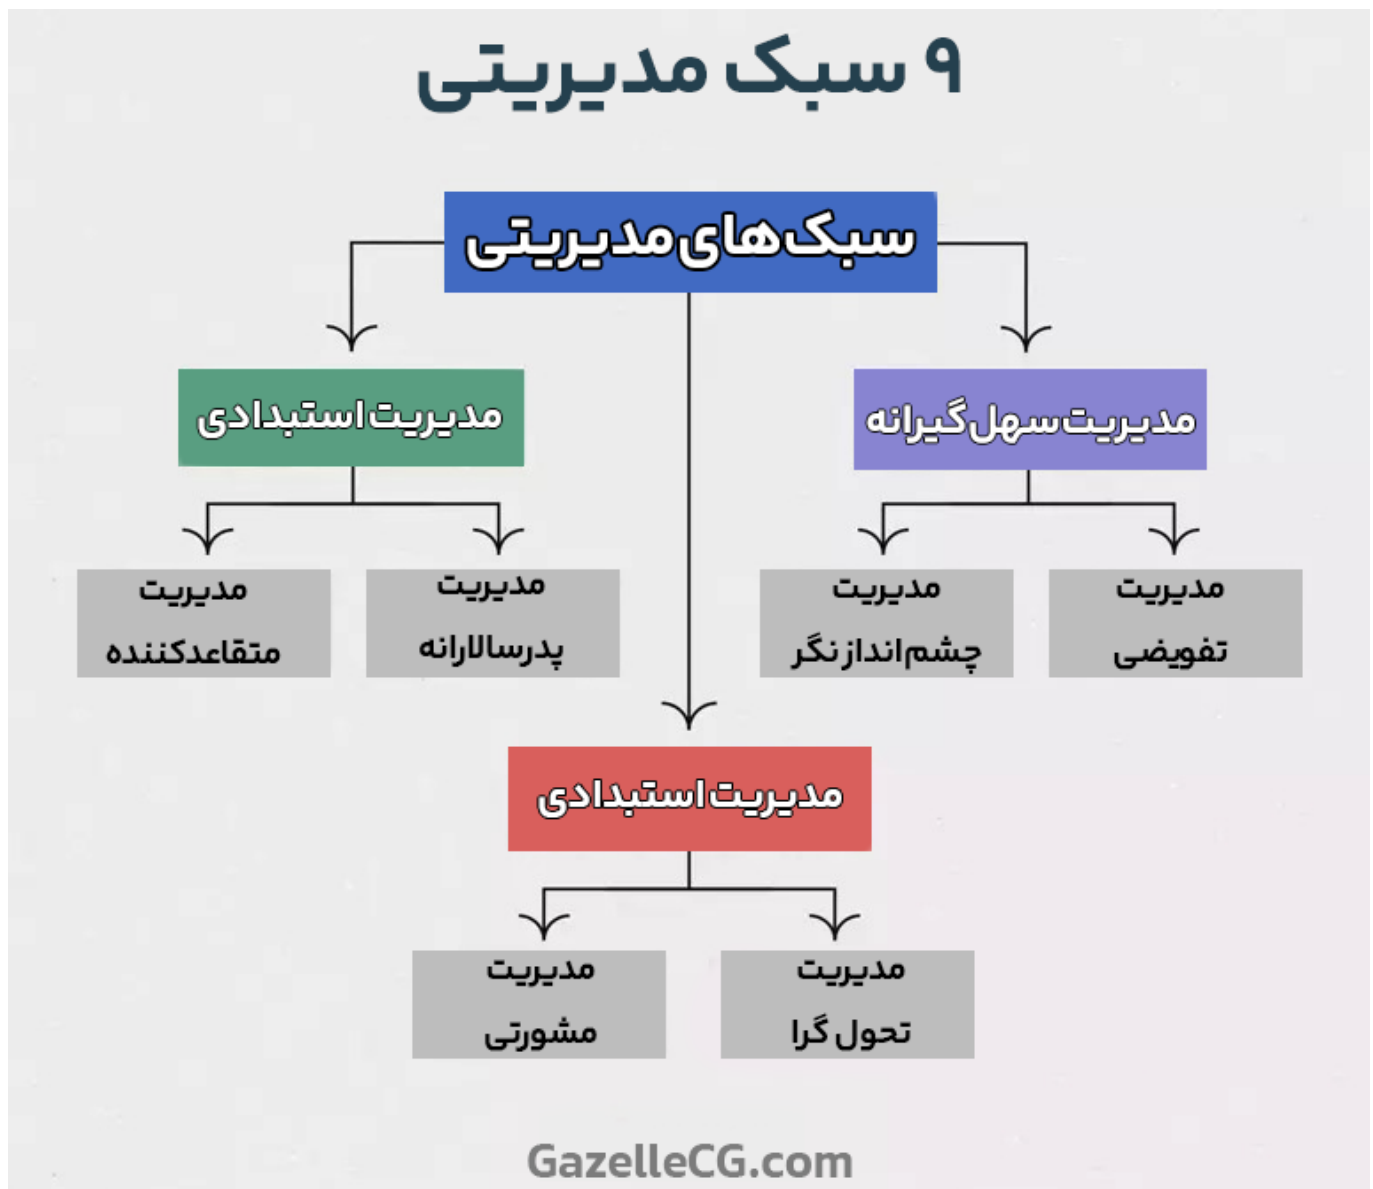 ۹ سبک مدیریتی
سبک‌های مدیریتی
مدیریت استبدادی
مدیریت سهل‌گیرانه
مدیریت
متقاعدکننده
مدیریت
پدرسالارانه
مدیریت
چشم‌انداز نگر
مدیریت
تفویضی
مدیریت استبدادی
مدیریت
مشورتی
مدیریت
تحول گرا
GazelleCG.com